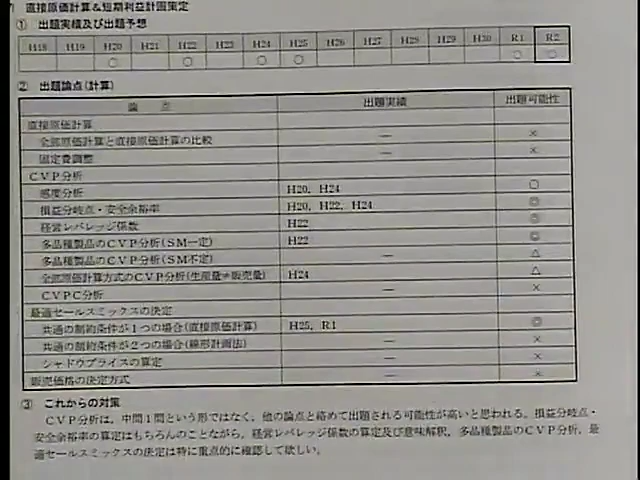 直接原価計算&短期利益計画策定
① 出題実績及び出題予想
H18 H19 H20 H21 H22 H23 H24 H25 H26 H27 H28 H29 H30 R1 R2
○ ○ ○ ○ ○ ○
② 出題論点(計算)
論 点 出題実績 出題可能性
直接原価計算
全部原価計算と直接原価計算の比較 ― ×
固定費調整 ― ×
CVP分析
感度分析 H20, H24 ○
損益分岐点・安全余裕率 H20, H22, H24 ◎
経営レバレッジ係数 H22 ◎
多品種製品のCVP分析(SM一定) H22 ◎
多品種製品のCVP分析(SM不定) ― △
全部原価計算方式のCVP分析(生産量≠販売量) H24 △
CVPC分析 ― ×
最適セールスミックスの決定
共通の制約条件が1つの場合(直接原価計算) H25, R1 ◎
共通の制約条件が2つの場合(線形計画法) ― ×
シャドウプライスの算定 ― ×
販売価格の決定方式 ― ×
③ これからの対策
CVP分析は、中間1問という形ではなく、他の論点と絡めて出題される可能性が高いと思われる。損益分岐点・
安全余裕率の算定はもちろんのことながら、経営レバレッジ係数の算定及び意味解釈、多品種製品のCVP分析、最
適セールスミックスの決定は特に重点的に確認して欲しい。